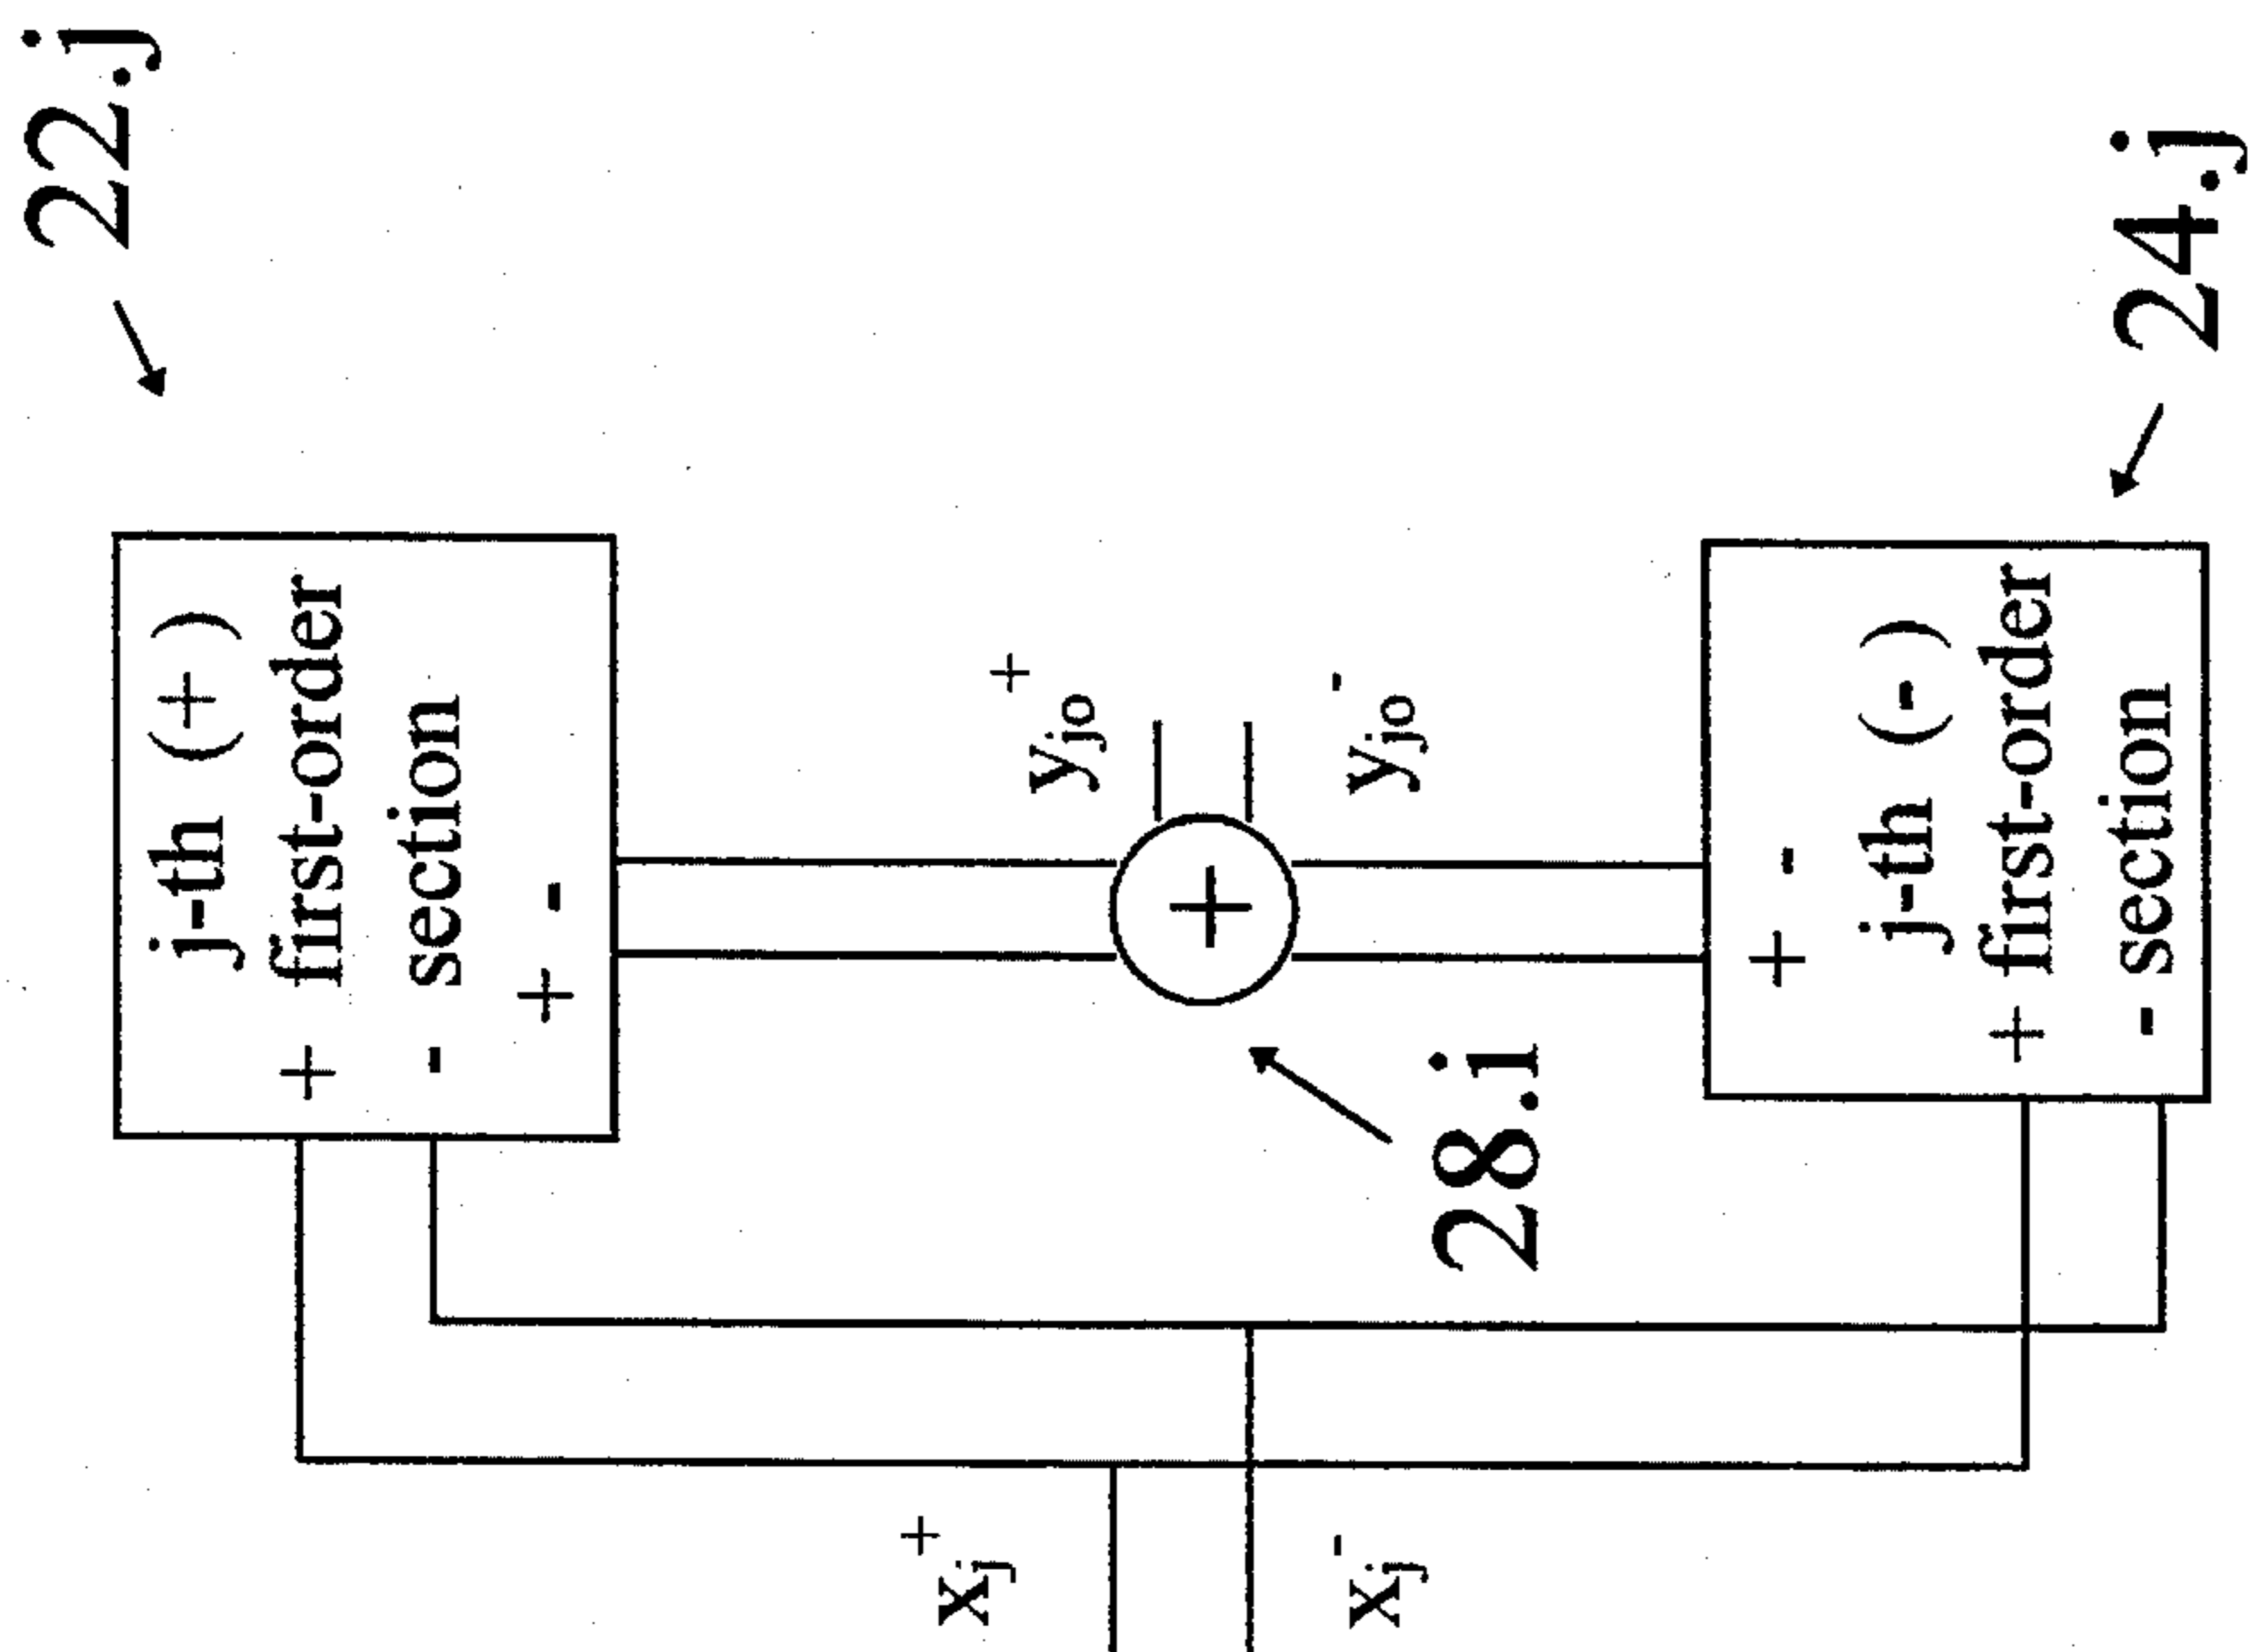 22.j
j-th (+)
+ first-order
- section
+ -
x_j^+
y_jo^+
+
x_j^-
y_jo^-
28.i
+ -
j-th (-)
+ first-order
- section
24.j